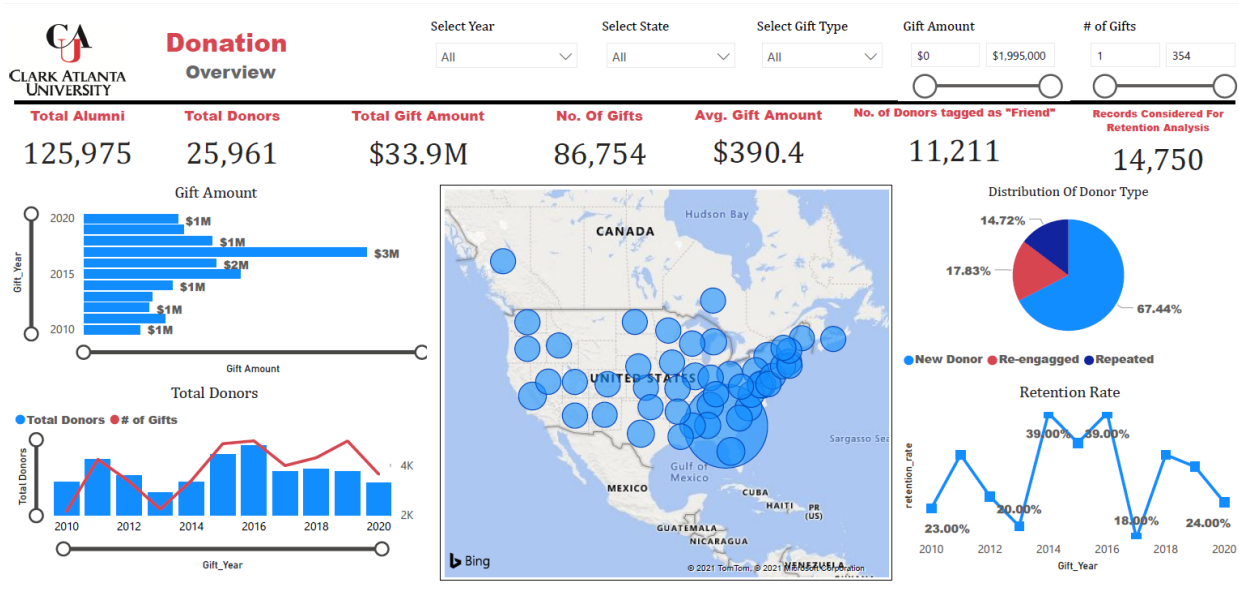 CLARK ATLANTA
UNIVERSITY
Donation
Overview
Select Year
All
Select State
All
Select Gift Type
All
Gift Amount
$0
$1,995,000
# of Gifts
1
354
Total Alumni
125,975
Total Donors
25,961
Total Gift Amount
$33.9M
No. Of Gifts
86,754
Avg. Gift Amount
$390.4
No. of Donors tagged as "Friend"
11,211
Records Considered For
Retention Analysis
14,750
Gift Amount
Gift_Year
2020
2015
2010
$1M
$1M
$3M
$2M
$1M
$1M
$1M
Gift Amount
Total Donors
Total Donors
# of Gifts
Total Donors
4K
2K
2010
2012
2014
2016
2018
2020
Gift_Year
Hudson Bay
CANADA
UNITED STATES
Sargasso Sea
Gulf of
Mexico
MEXICO
CUBA
HAITI
PR
(US)
GUATEMALA
NICARAGUA
VENEZUELA
Bing
© 2021 TomTom, © 2021 Microsoft Corporation
Distribution Of Donor Type
14.72%
17.83%
67.44%
New Donor
Re-engaged
Repeated
Retention Rate
retention_rate
39.00%
39.00%
20.00%
23.00%
18.00%
24.00%
2010
2012
2014
2016
2018
2020
Gift_Year